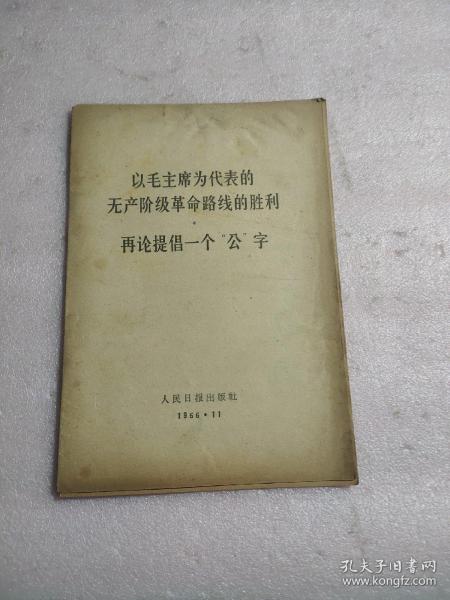 以毛主席为代表的
无产阶级革命路线的胜利
·
再论提倡一个“公”字
人民日报出版社
1966·11
孔夫子旧书网
www.kongfz.com